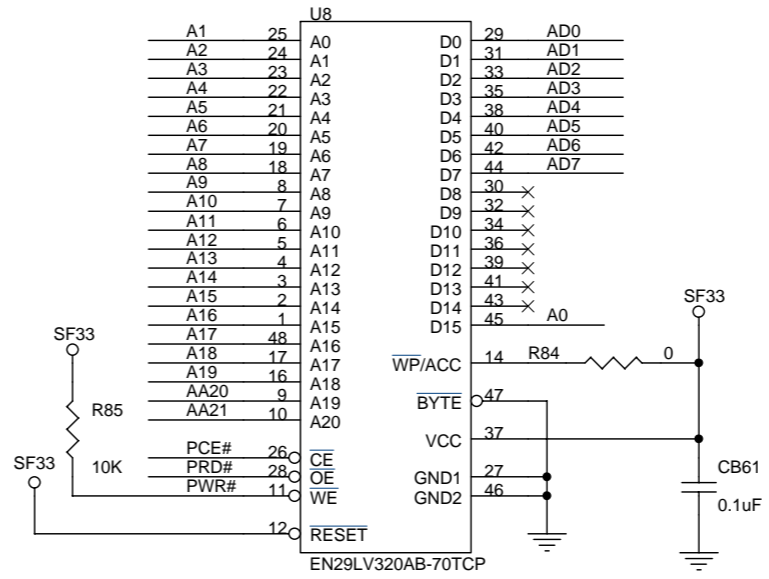 U8
A1 25 A0 D0 29 AD0
A2 24 A1 D1 31 AD1
A3 23 A2 D2 33 AD2
A4 22 A3 D3 35 AD3
A5 21 A4 D4 38 AD4
A6 20 A5 D5 40 AD5
A7 19 A6 D6 42 AD6
A8 18 A7 D7 44 AD7
A9 8 A8 D8 30
A10 7 A9 D9 32
A11 6 A10 D10 34
A12 5 A11 D11 36
A13 4 A12 D12 39
A14 3 A13 D13 41
A15 2 A14 D14 43
SF33
A16 1 A15 D15 45 A0
SF33
A17 48 A16
A18 17 A17 WP/ACC 14 R84 0
A19 16 A18
AA20 9 A19 BYTE 47
R85
AA21 10 A20
VCC 37
PCE# 26 CE
SF33
10K
PRD# 28 OE GND1 27
CB61
PWR# 11 WE GND2 46
0.1uF
12 RESET
EN29LV320AB-70TCP